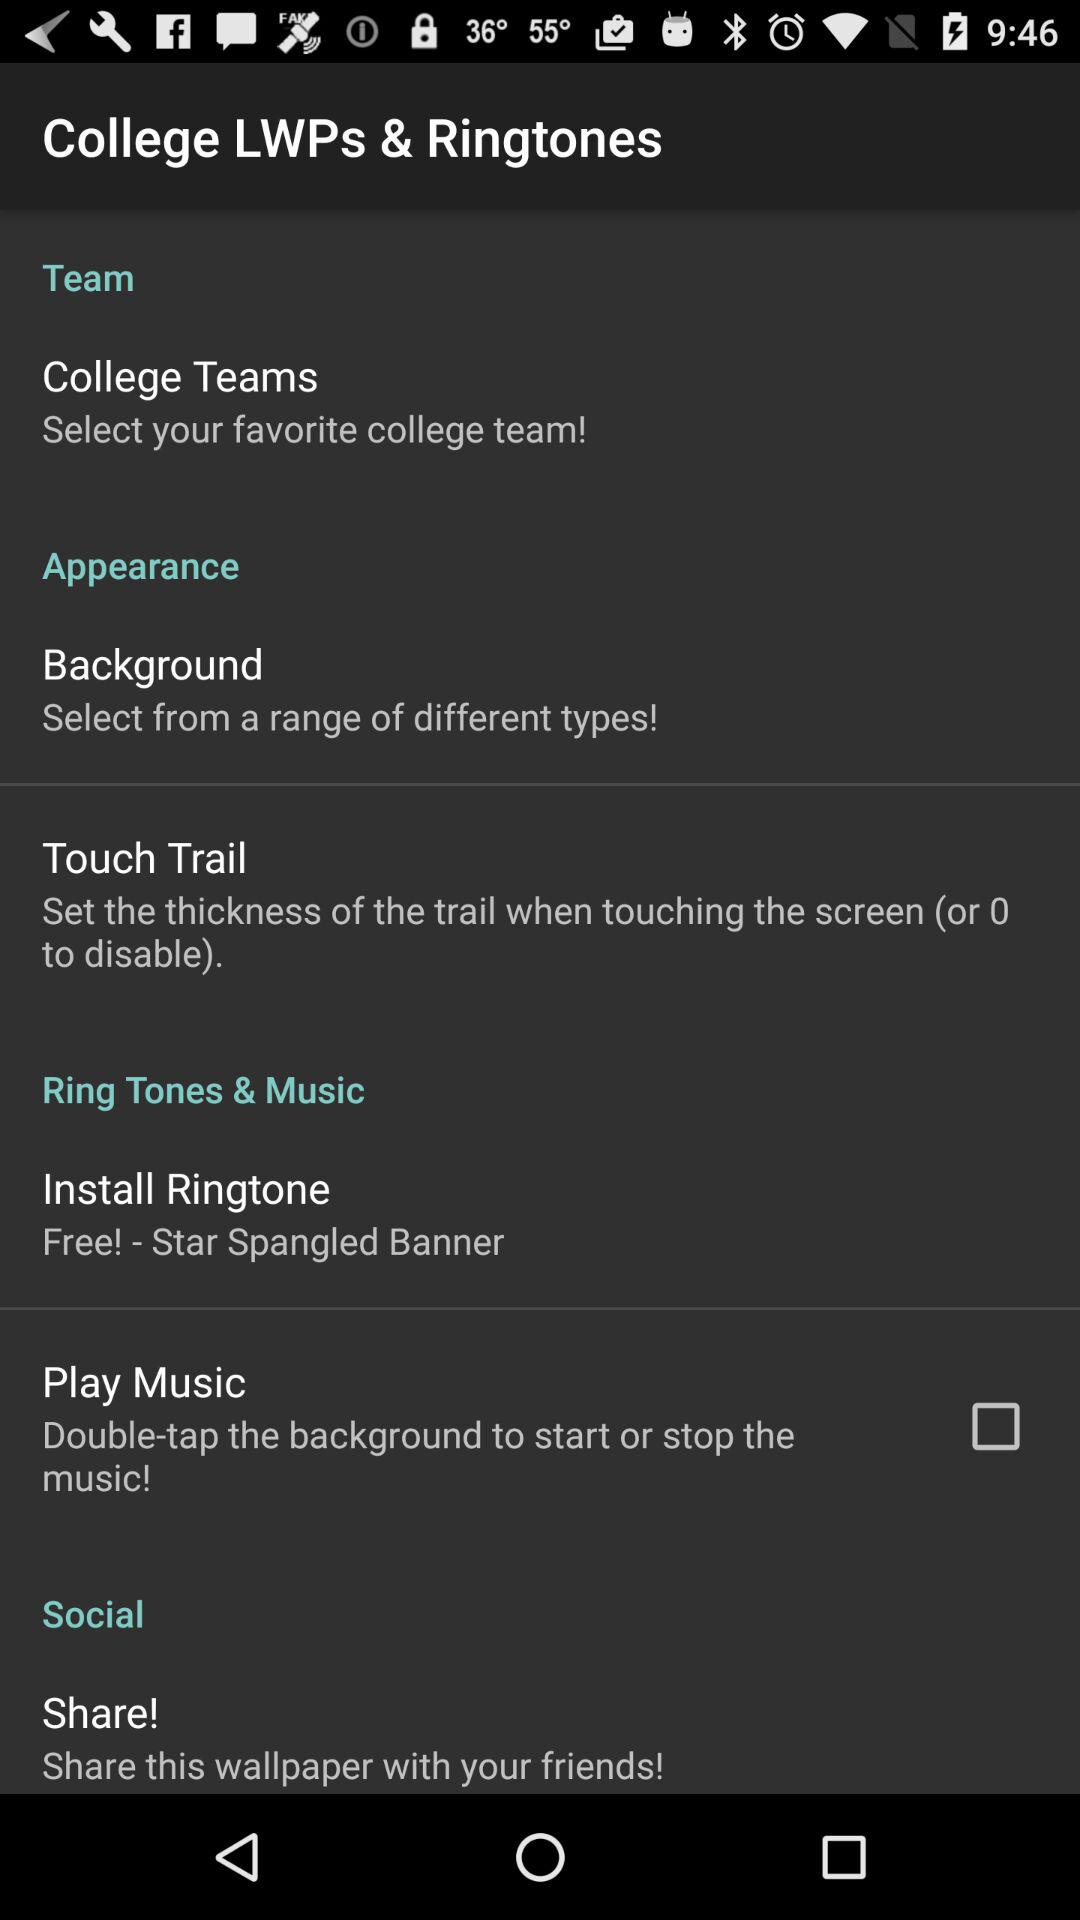 FAKE 36° 55° 9:46
College LWPs & Ringtones
Team
College Teams
Select your favorite college team!
Appearance
Background
Select from a range of different types!
Touch Trail
Set the thickness of the trail when touching the screen (or 0
to disable).
Ring Tones & Music
Install Ringtone
Free! - Star Spangled Banner
Play Music
Double-tap the background to start or stop the
music!
Social
Share!
Share this wallpaper with your friends!